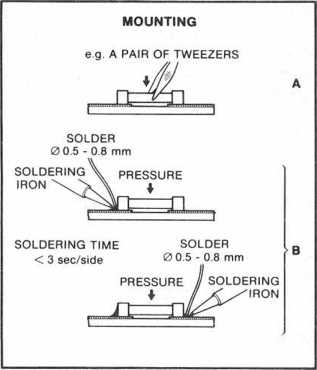 MOUNTING
e.g. A PAIR OF TWEEZERS
A
SOLDER
Ø 0.5 - 0.8 mm
SOLDERING
IRON
PRESSURE
SOLDERING TIME
< 3 sec/side
SOLDER
Ø 0.5 - 0.8 mm
B
PRESSURE
SOLDERING
IRON